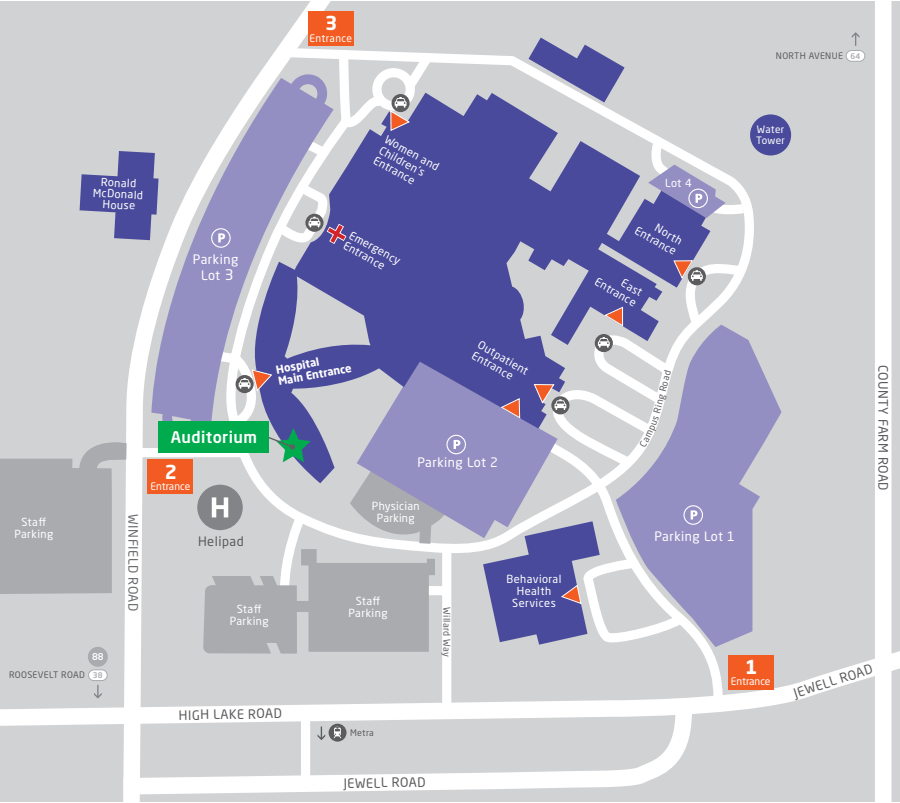 3
Entrance
NORTH AVENUE 64
Water
Tower
Women and
Children's
Entrance
Ronald
McDonald
House
Lot 4
P
North
Entrance
P
Parking
Lot 3
Emergency
Entrance
East
Entrance
Outpatient
Entrance
Hospital
Main Entrance
Campus Ring Road
COUNTY FARM ROAD
Auditorium
P
Parking Lot 2
2
Entrance
H
Helipad
Physician
Parking
Staff
Parking
P
Parking Lot 1
WINFIELD ROAD
Behavioral
Health
Services
Staff
Parking
Staff
Parking
Willard Way
88
ROOSEVELT ROAD 38
1
Entrance
JEWELL ROAD
HIGH LAKE ROAD
Metra
JEWELL ROAD